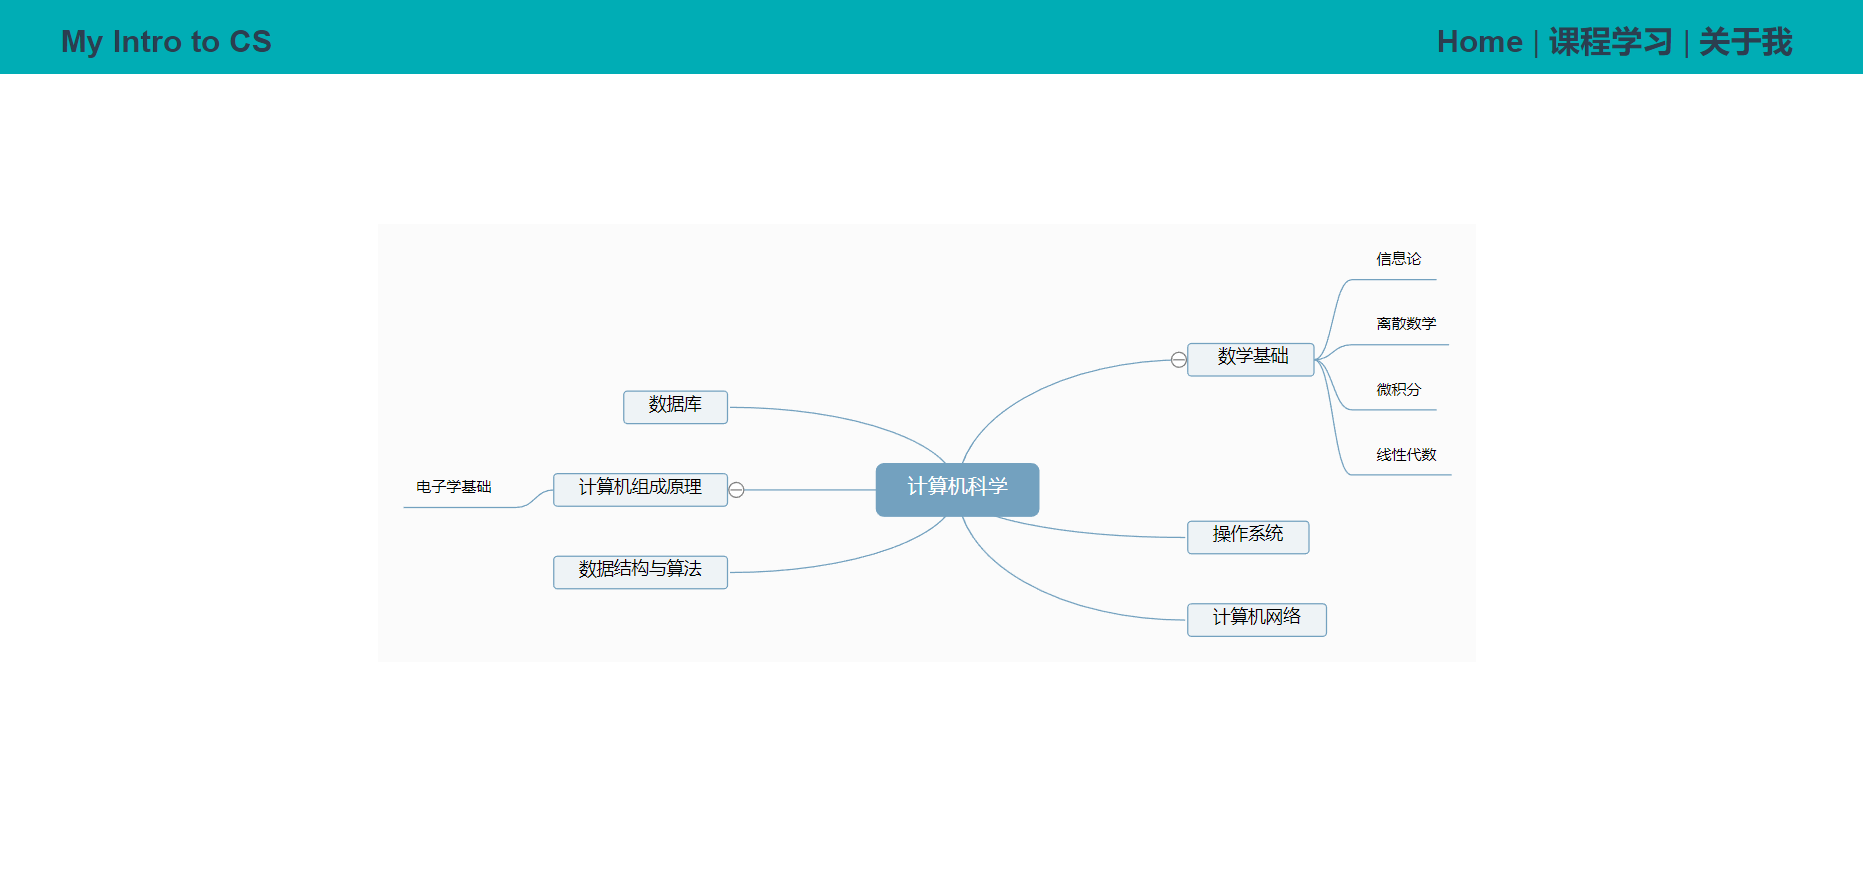 My Intro to CS
Home | 课程学习 | 关于我
信息论
离散数学
数学基础
微积分
线性代数
数据库
电子学基础
计算机组成原理
计算机科学
数据结构与算法
操作系统
计算机网络